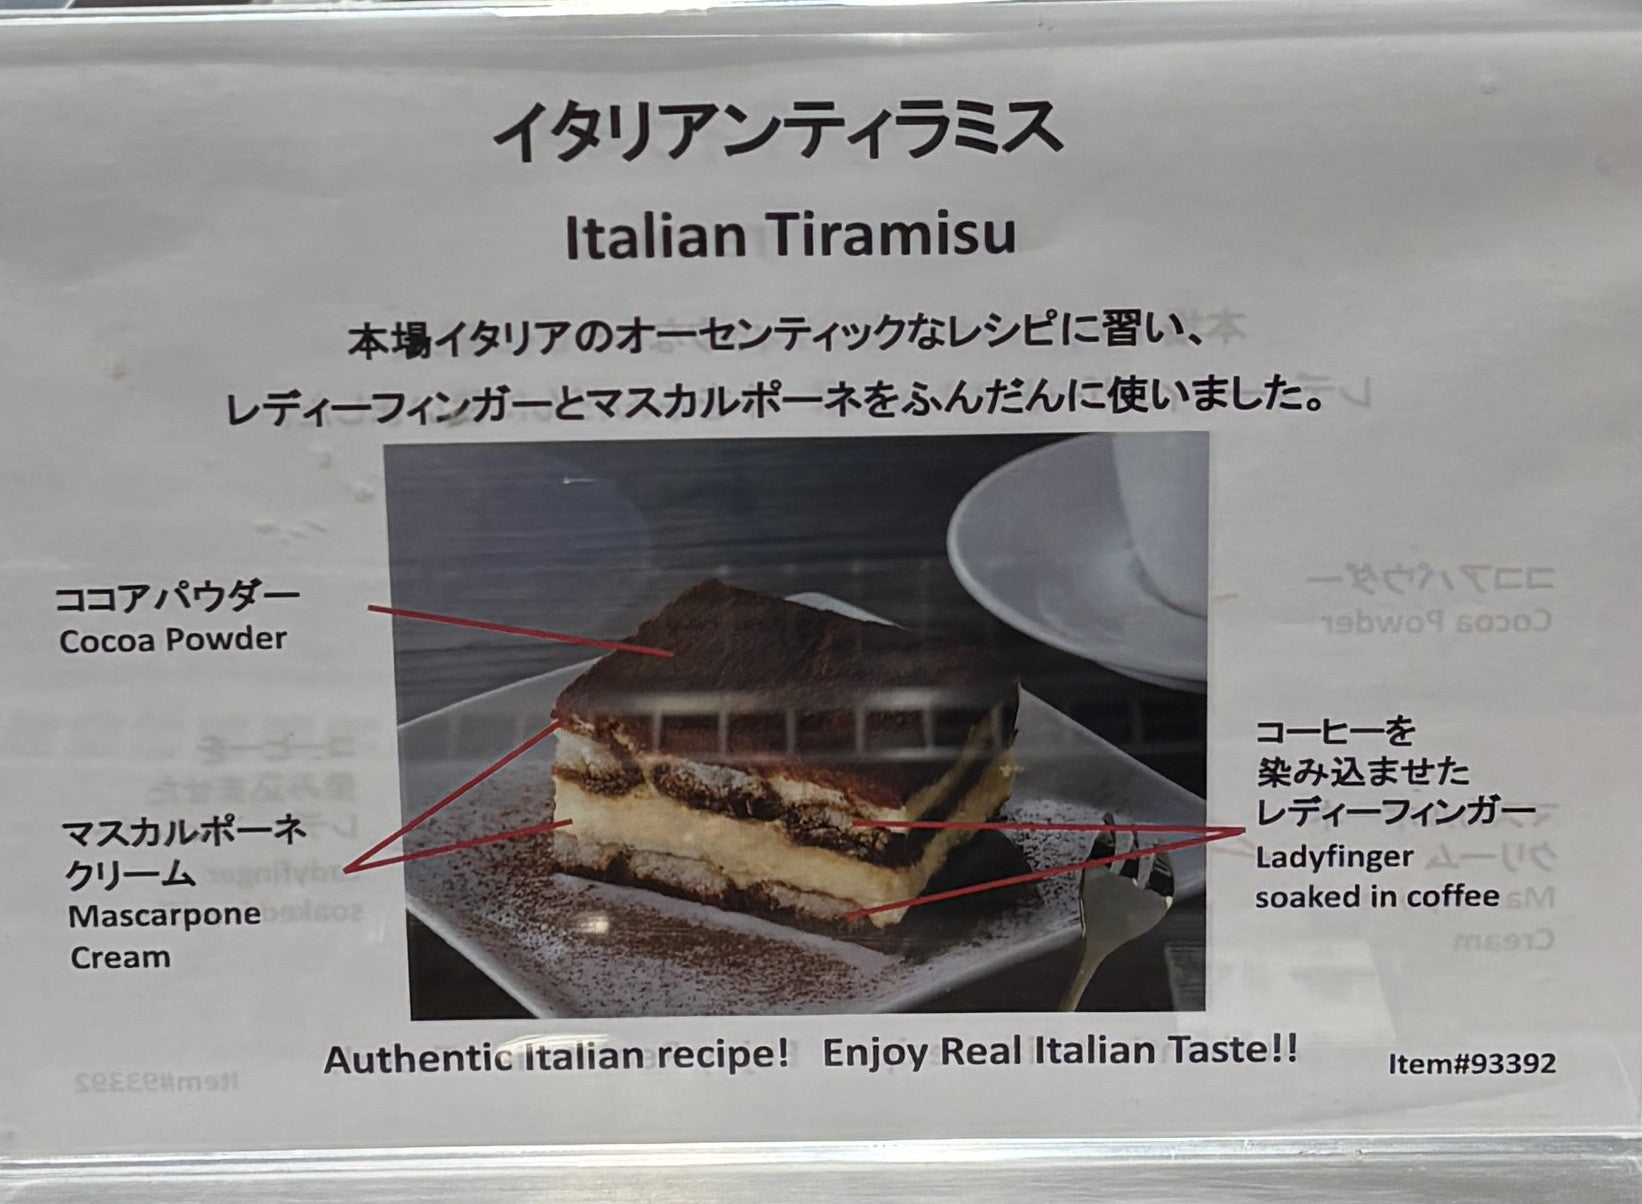 イタリアンティラミス
Italian Tiramisu
本場イタリアのオーセンティックなレシピに習い、
レディーフィンガーとマスカルポーネをふんだんに使いました。
ココアパウダー
Cocoa Powder
マスカルポーネ
クリーム
Mascarpone
Cream
コーヒーを
染み込ませた
レディーフィンガー
Ladyfinger
soaked in coffee
Authentic Italian recipe! Enjoy Real Italian Taste!!
Item#93392